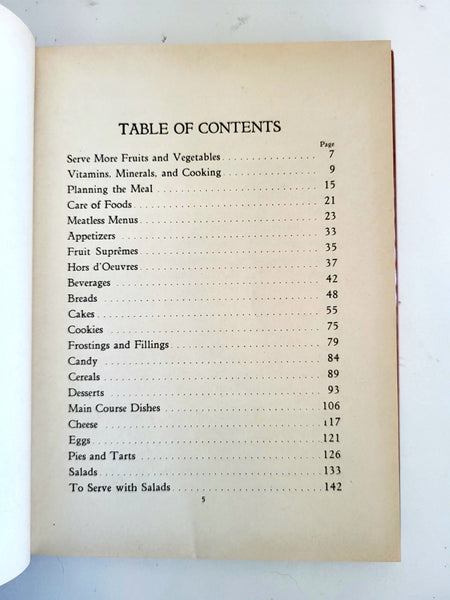 TABLE OF CONTENTS
Page
Serve More Fruits and Vegetables . . . . . . . . . . . . . . . 7
Vitamins, Minerals, and Cooking . . . . . . . . . . . . . . . 9
Planning the Meal . . . . . . . . . . . . . . . . . . . . . . 15
Care of Foods . . . . . . . . . . . . . . . . . . . . . . . . 21
Meatless Menus . . . . . . . . . . . . . . . . . . . . . . . 23
Appetizers . . . . . . . . . . . . . . . . . . . . . . . . . 33
Fruit Suprêmes . . . . . . . . . . . . . . . . . . . . . . . 35
Hors d'Oeuvres . . . . . . . . . . . . . . . . . . . . . . . 37
Beverages . . . . . . . . . . . . . . . . . . . . . . . . . . 42
Breads . . . . . . . . . . . . . . . . . . . . . . . . . . . 48
Cakes . . . . . . . . . . . . . . . . . . . . . . . . . . . . 55
Cookies . . . . . . . . . . . . . . . . . . . . . . . . . . . 75
Frostings and Fillings . . . . . . . . . . . . . . . . . . . 79
Candy . . . . . . . . . . . . . . . . . . . . . . . . . . . . 84
Cereals . . . . . . . . . . . . . . . . . . . . . . . . . . . 89
Desserts . . . . . . . . . . . . . . . . . . . . . . . . . . 93
Main Course Dishes . . . . . . . . . . . . . . . . . . . . . 106
Cheese . . . . . . . . . . . . . . . . . . . . . . . . . . . 117
Eggs . . . . . . . . . . . . . . . . . . . . . . . . . . . . 121
Pies and Tarts . . . . . . . . . . . . . . . . . . . . . . . 126
Salads . . . . . . . . . . . . . . . . . . . . . . . . . . . 133
To Serve with Salads . . . . . . . . . . . . . . . . . . . . 142
5